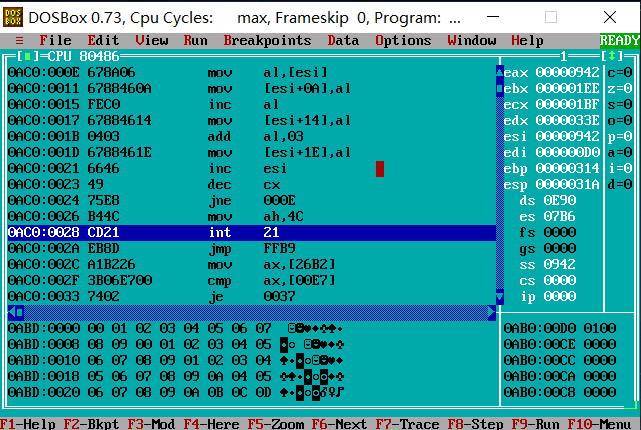 DOSBox 0.73, Cpu Cycles: max, Frameskip 0, Program: ...
≡ File Edit View Run Breakpoints Data Options Window Help READY
[■]=CPU 80486 1 [↕]
0AC0:000E 678A06 mov al,[esi] eax 00000942 c=0
0AC0:0011 6788460A mov [esi+0A],al ebx 000001EE z=0
0AC0:0015 FEC0 inc al ecx 000001BF s=0
0AC0:0017 67884614 mov [esi+14],al edx 0000033E o=0
0AC0:001B 0403 add al,03 esi 00000942 p=0
0AC0:001D 6788461E mov [esi+1E],al edi 000000D0 a=0
0AC0:0021 6646 inc esi ebp 00000314 i=0
0AC0:0023 49 dec cx esp 0000031A d=0
0AC0:0024 75E8 jne 000E ds 0E90
0AC0:0026 B44C mov ah,4C es 07B6
0AC0:0028 CD21 int 21 fs 0000
0AC0:002A EB8D jmp FFB9 gs 0000
0AC0:002C A1B226 mov ax,[26B2] ss 0942
0AC0:002F 3B06E700 cmp ax,[00E7] cs 0000
0AC0:0033 7402 je 0037 ip 0000
0ABD:0000 00 01 02 03 04 05 06 07 ☺☻♥♦♣♠• 0AB0:00D0 0100
0ABD:0008 08 09 00 01 02 03 04 05 ◘○ ☺☻♥♦♣ 0AB0:00CE 0000
0ABD:0010 06 07 08 09 01 02 03 04 ♠•◘○☺☻♥♦ 0AB0:00CC 0000
0ABD:0018 05 06 07 08 09 0A 04 05 ♣♠•◘○◙♦♣ 0AB0:00CA 0000
0ABD:0020 06 07 08 09 0A 0B 0C 0D ♠•◘○◙♂♀♪ 0AB0:00C8 0000
F1-Help F2-Bkpt F3-Mod F4-Here F5-Zoom F6-Next F7-Trace F8-Step F9-Run F10-Menu